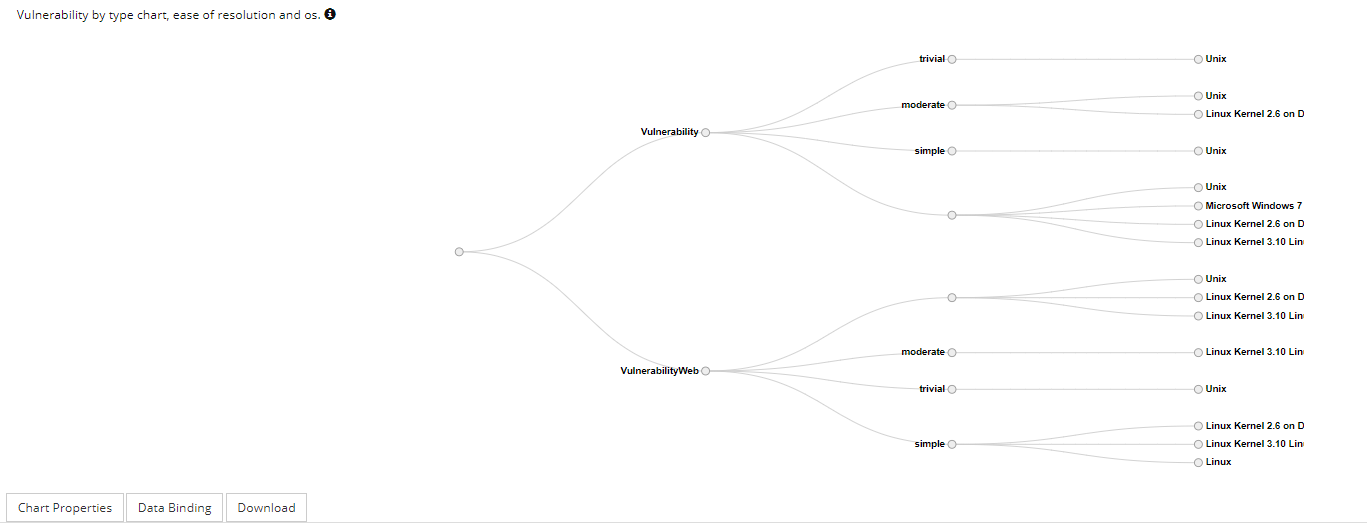 Vulnerability by type chart, ease of resolution and os.
trivial
Unix
moderate
Unix
Linux Kernel 2.6 on D
Vulnerability
simple
Unix
Unix
Microsoft Windows 7
Linux Kernel 2.6 on D
Linux Kernel 3.10 Lin
Unix
Linux Kernel 2.6 on D
Linux Kernel 3.10 Lin
moderate
Linux Kernel 3.10 Lin
VulnerabilityWeb
trivial
Unix
Linux Kernel 2.6 on D
simple
Linux Kernel 3.10 Lin
Linux
Chart Properties
Data Binding
Download